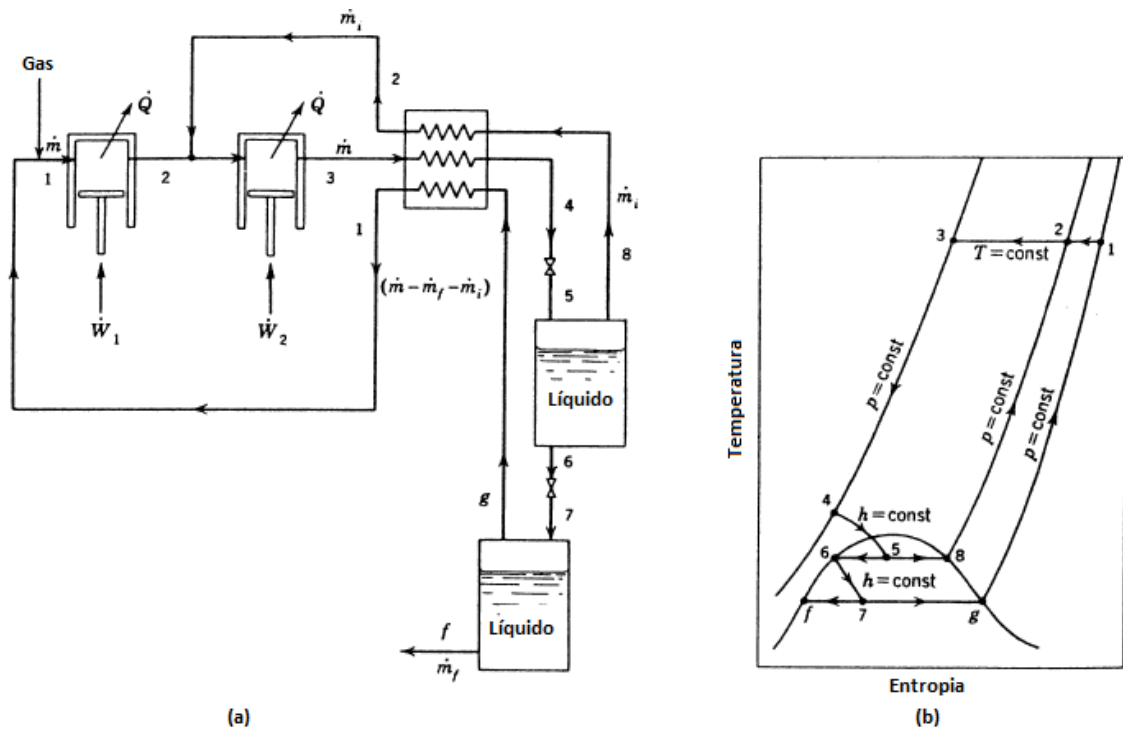 ṁᵢ
Gas
2
Q̇
Q̇
ṁ
ṁ
1
2
3
4
1
ṁᵢ
8
(ṁ − ṁf − ṁᵢ)
5
Ẇ₁
Ẇ₂
Líquido
6
g
7
Líquido
f
ṁf
(a)
Temperatura
3
2
1
T = const
p = const
p = const
p = const
4
h = const
6
5
8
h = const
f
7
g
Entropia
(b)